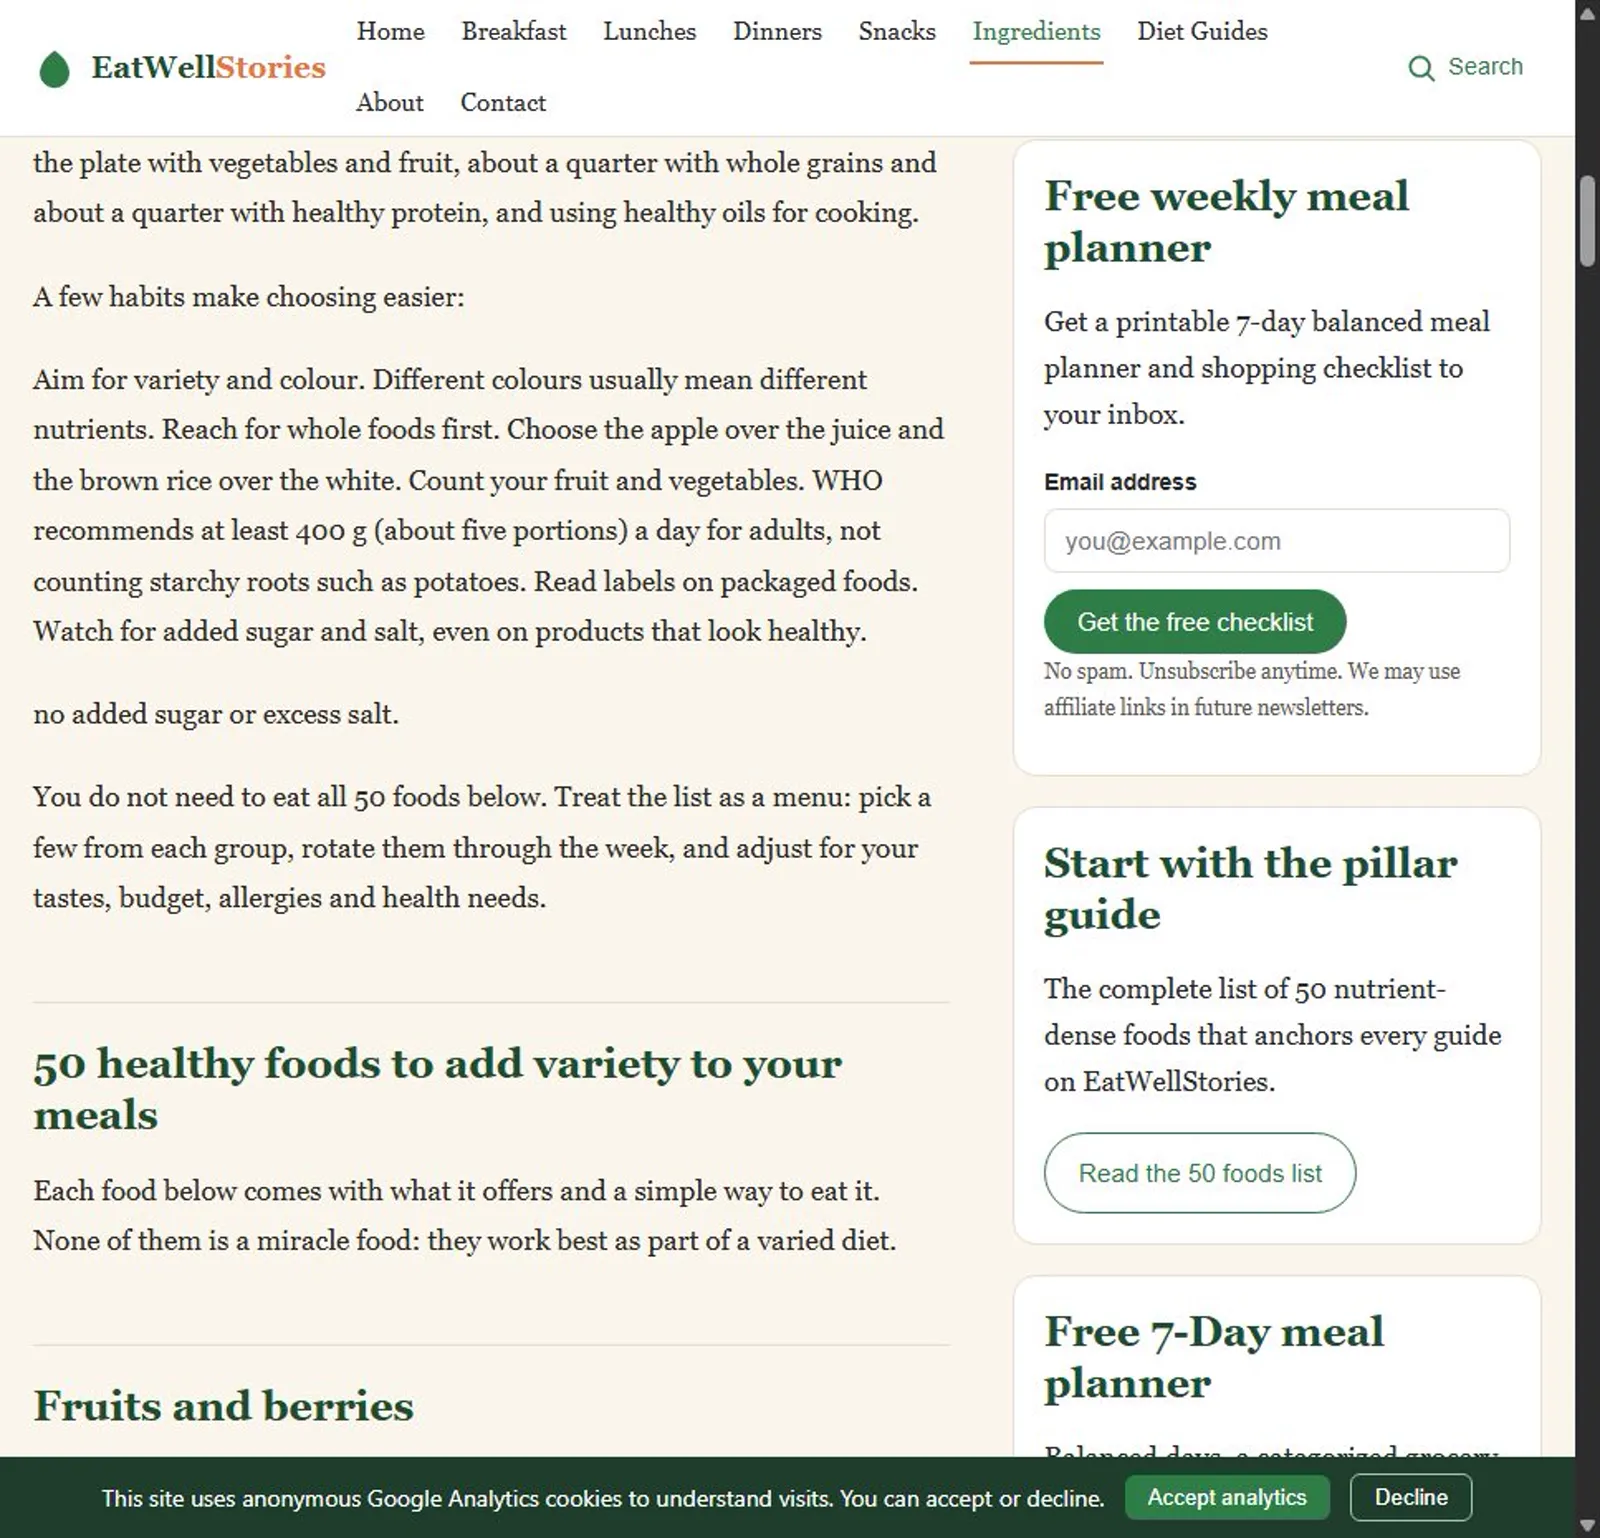 EatWellStories
Home Breakfast Lunches Dinners Snacks Ingredients Diet Guides
About Contact
Search
the plate with vegetables and fruit, about a quarter with whole grains and
about a quarter with healthy protein, and using healthy oils for cooking.
A few habits make choosing easier:
Aim for variety and colour. Different colours usually mean different
nutrients. Reach for whole foods first. Choose the apple over the juice and
the brown rice over the white. Count your fruit and vegetables. WHO
recommends at least 400 g (about five portions) a day for adults, not
counting starchy roots such as potatoes. Read labels on packaged foods.
Watch for added sugar and salt, even on products that look healthy.
no added sugar or excess salt.
You do not need to eat all 50 foods below. Treat the list as a menu: pick a
few from each group, rotate them through the week, and adjust for your
tastes, budget, allergies and health needs.
50 healthy foods to add variety to your
meals
Each food below comes with what it offers and a simple way to eat it.
None of them is a miracle food: they work best as part of a varied diet.
Fruits and berries
Free weekly meal
planner
Get a printable 7-day balanced meal
planner and shopping checklist to
your inbox.
Email address
you@example.com
Get the free checklist
No spam. Unsubscribe anytime. We may use
affiliate links in future newsletters.
Start with the pillar
guide
The complete list of 50 nutrient-
dense foods that anchors every guide
on EatWellStories.
Read the 50 foods list
Free 7-Day meal
planner
Balanced days, a categorized grocery
This site uses anonymous Google Analytics cookies to understand visits. You can accept or decline.
Accept analytics
Decline